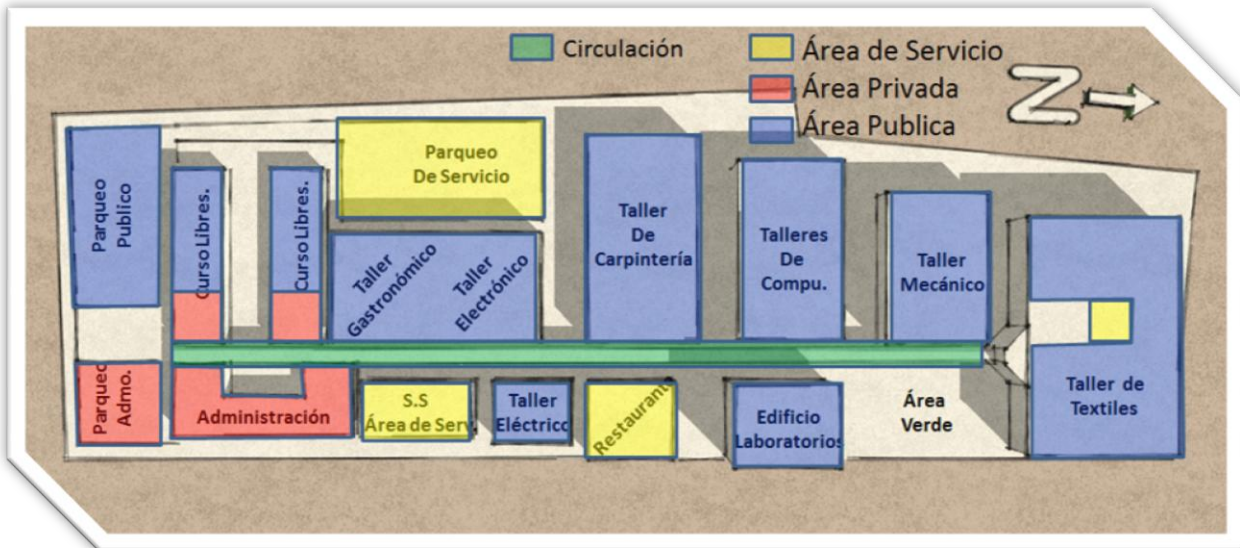 Circulación
Área de Servicio
Área Privada
Área Publica
N
Parqueo
Publico
Curso Libres.
Curso Libres.
Parqueo
De Servicio
Taller
Gastronómico
Taller
Electrónico
Taller
De
Carpintería
Talleres
De
Compu.
Taller
Mecánico
Parqueo
Admo.
Administración
S.S
Área de Serv.
Taller
Eléctrico
Restaurant
Edificio
Laboratorios
Área
Verde
Taller de
Textiles